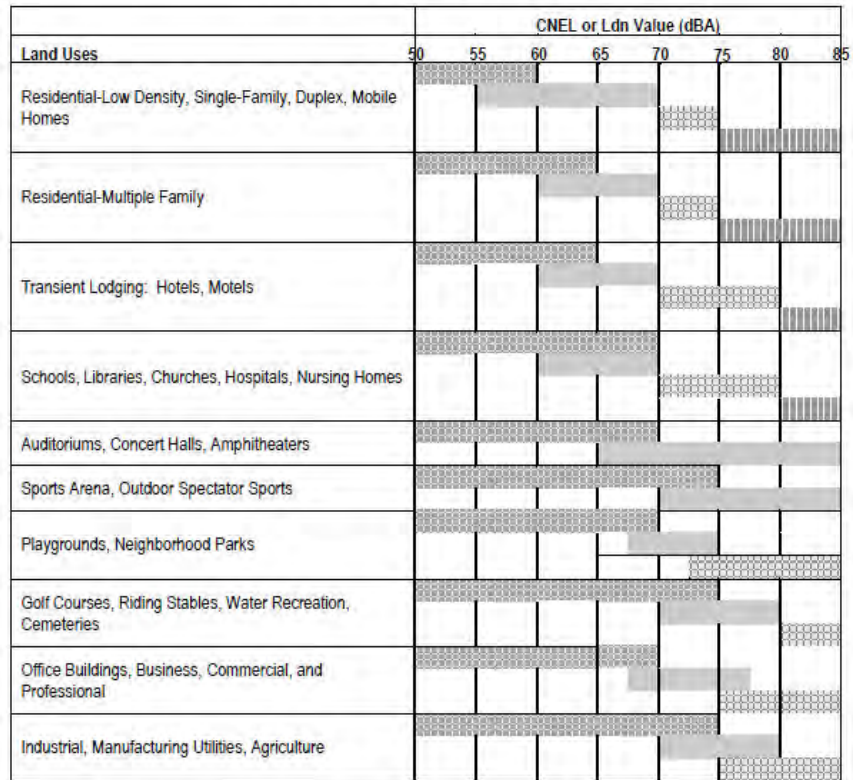 CNEL or Ldn Value (dBA)
Land Uses 50 55 60 65 70 75 80 85
Residential-Low Density, Single-Family, Duplex, Mobile
Homes
Residential-Multiple Family
Transient Lodging: Hotels, Motels
Schools, Libraries, Churches, Hospitals, Nursing Homes
Auditoriums, Concert Halls, Amphitheaters
Sports Arena, Outdoor Spectator Sports
Playgrounds, Neighborhood Parks
Golf Courses, Riding Stables, Water Recreation,
Cemeteries
Office Buildings, Business, Commercial, and
Professional
Industrial, Manufacturing Utilities, Agriculture